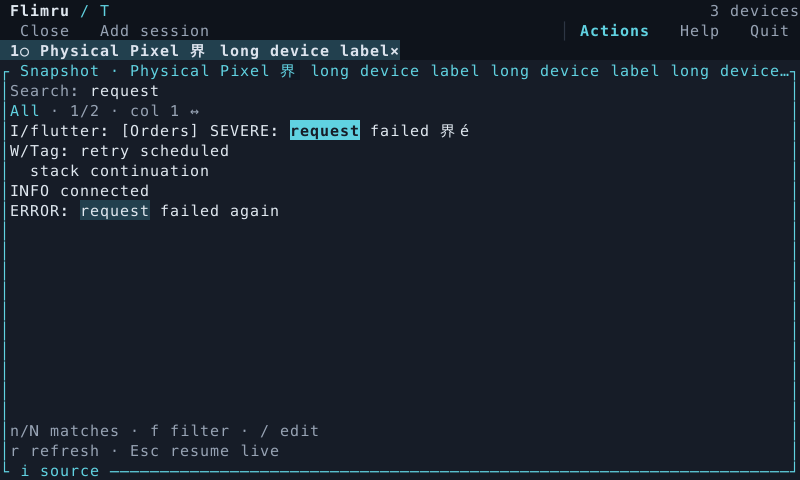 Flimru / T 3 devices
Close Add session │ Actions Help Quit
1○ Physical Pixel 界 long device label×
Snapshot · Physical Pixel 界 long device label long device label long device…
Search: request
All · 1/2 · col 1 ↔
I/flutter: [Orders] SEVERE: request failed 界 é
W/Tag: retry scheduled
stack continuation
INFO connected
ERROR: request failed again
n/N matches · f filter · / edit
r refresh · Esc resume live
i source